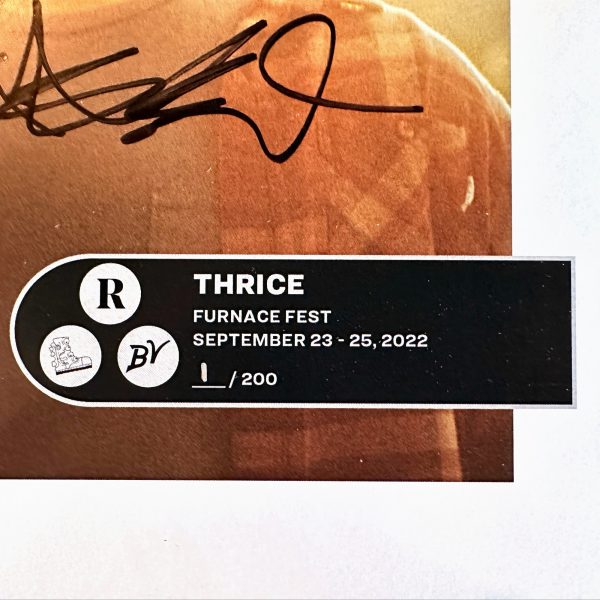 R
THRICE
FURNACE FEST
BV
SEPTEMBER 23 - 25, 2022
1 / 200